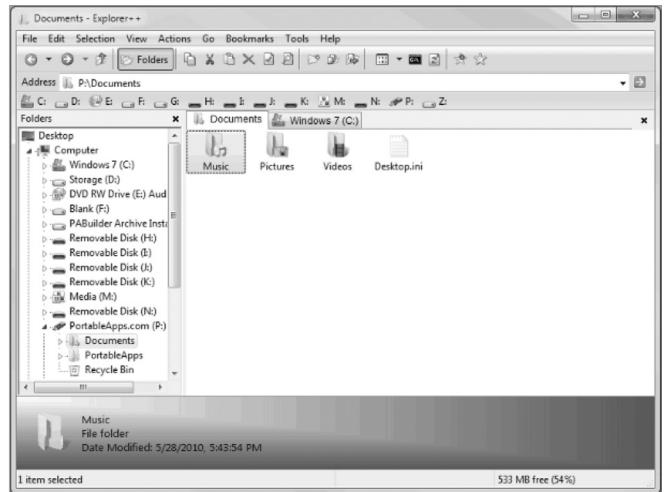 Documents - Explorer++
File Edit Selection View Actions Go Bookmarks Tools Help
Folders
Address P:\Documents
C: D: E: F: G: H: I: J: K: M: N: P: Z:
Folders
Documents Windows 7 (C:)
Desktop
Computer
Windows 7 (C:)
Storage (D:)
DVD RW Drive (E:) Aud
Blank (F:)
PABuilder Archive Insta
Removable Disk (H:)
Removable Disk (I:)
Removable Disk (J:)
Removable Disk (K:)
Media (M:)
Removable Disk (N:)
PortableApps.com (P:)
Documents
PortableApps
Recycle Bin
Music Pictures Videos Desktop.ini
Music
File folder
Date Modified: 5/28/2010, 5:43:54 PM
1 item selected 533 MB free (54%)